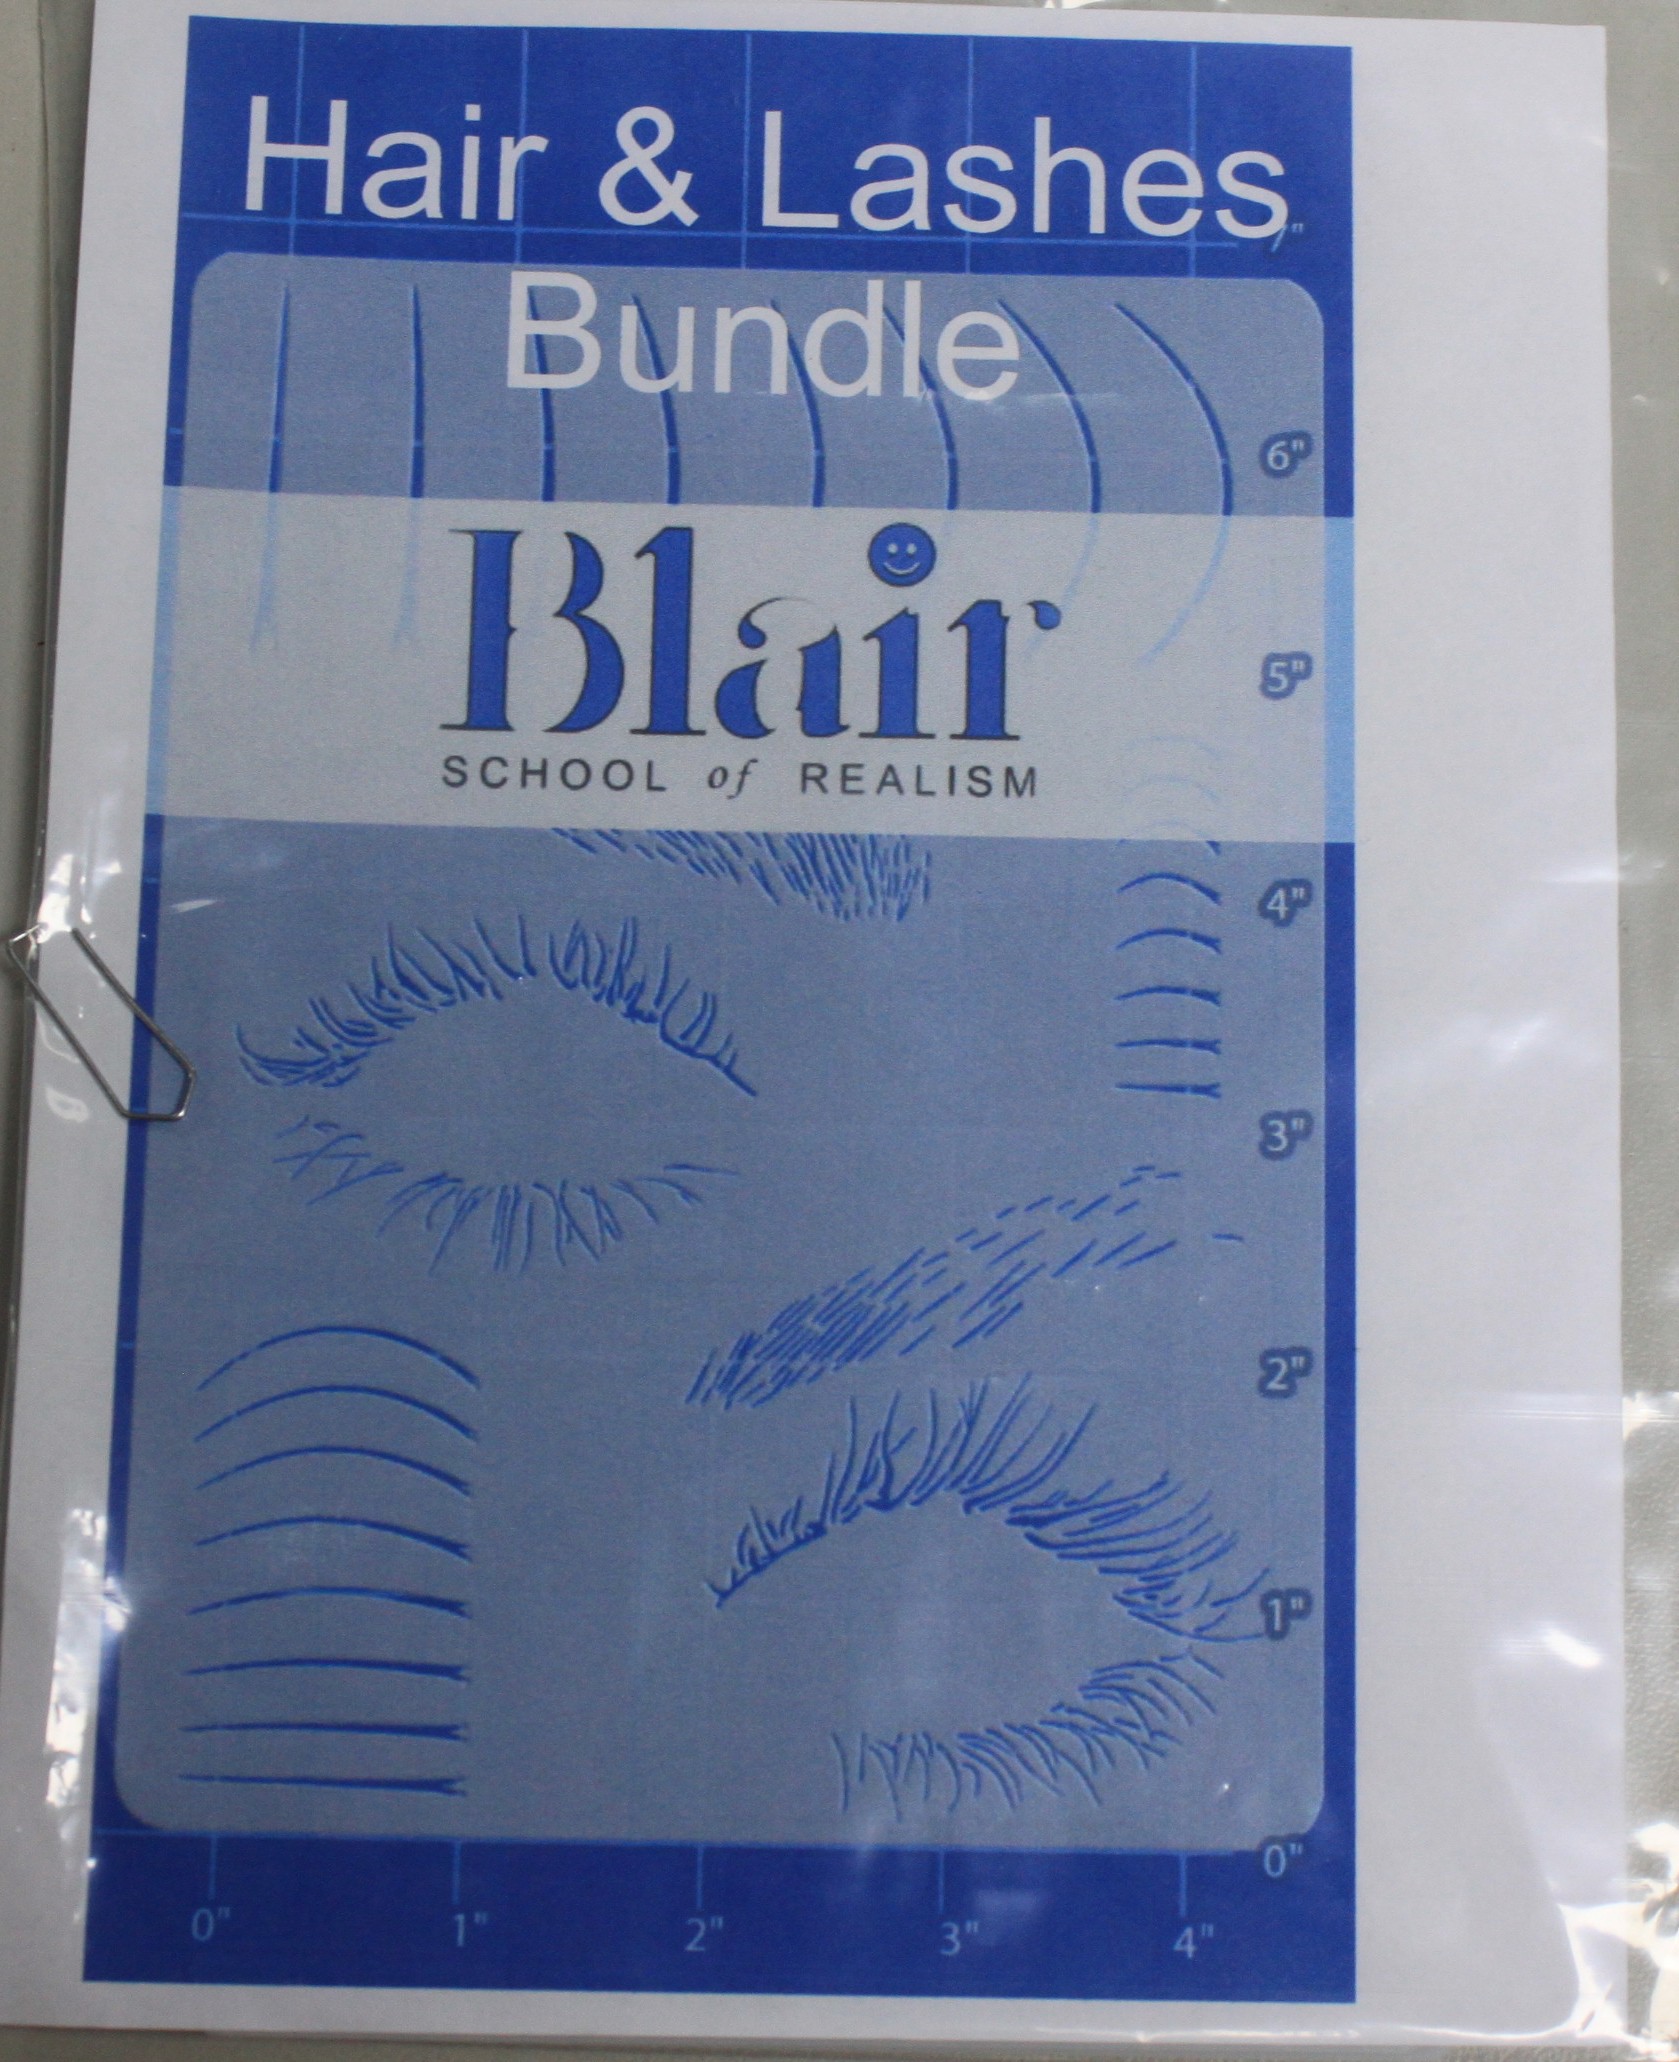 Hair & Lashes
7"
Bundle
6"
Blair
5"
SCHOOL of REALISM
4"
3"
2"
1"
0"
0" 1" 2" 3" 4"